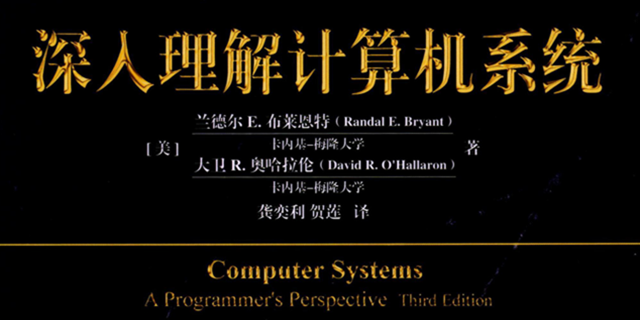 深入理解计算机系统
兰德尔 E. 布莱恩特 (Randal E. Bryant)
卡内基-梅隆大学
[美] 著
大卫 R. 奥哈拉伦 (David R. O'Hallaron)
卡内基-梅隆大学
龚奕利 贺莲 译
Computer Systems
A Programmer's Perspective Third Edition